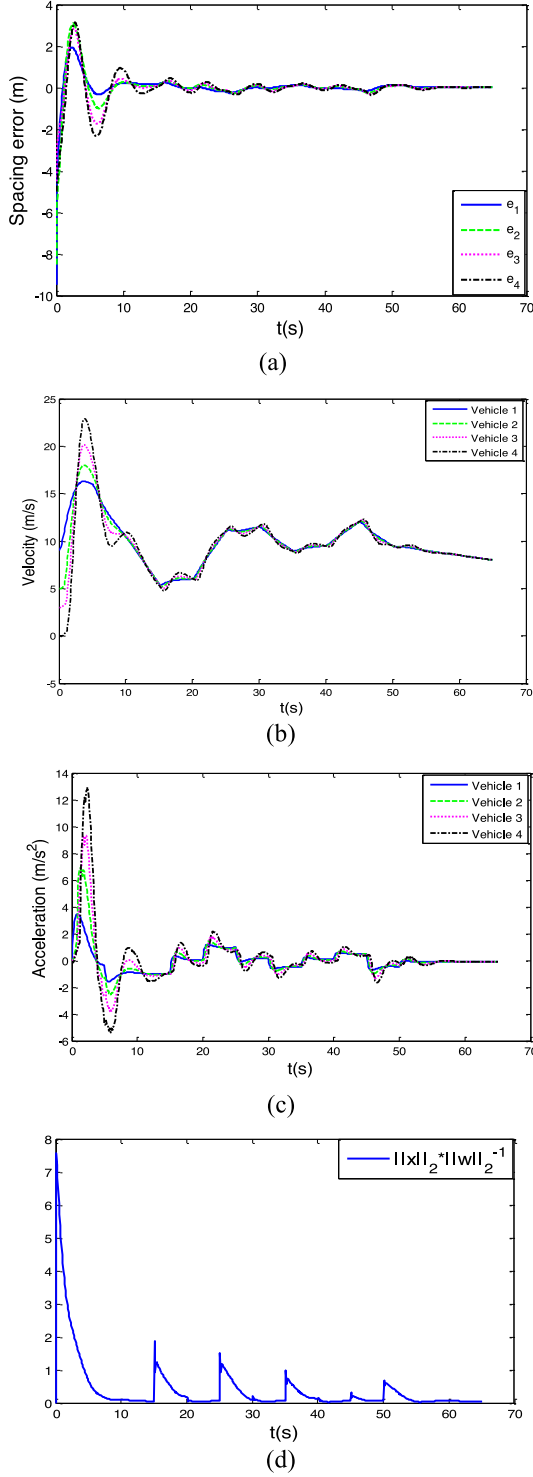 4
2
0
-2
-4
-6
-8
-10
Spacing error (m)
e1
e2
e3
e4
0 10 20 30 40 50 60 70
t(s)
(a)
25
20
15
10
5
0
-5
Velocity (m/s)
Vehicle 1
Vehicle 2
Vehicle 3
Vehicle 4
0 10 20 30 40 50 60 70
t(s)
(b)
14
12
10
8
6
4
2
0
-2
-4
-6
Acceleration (m/s²)
Vehicle 1
Vehicle 2
Vehicle 3
Vehicle 4
0 10 20 30 40 50 60 70
t(s)
(c)
8
7
6
5
4
3
2
1
0
||x||2*||w||2-1
0 10 20 30 40 50 60 70
t(s)
(d)